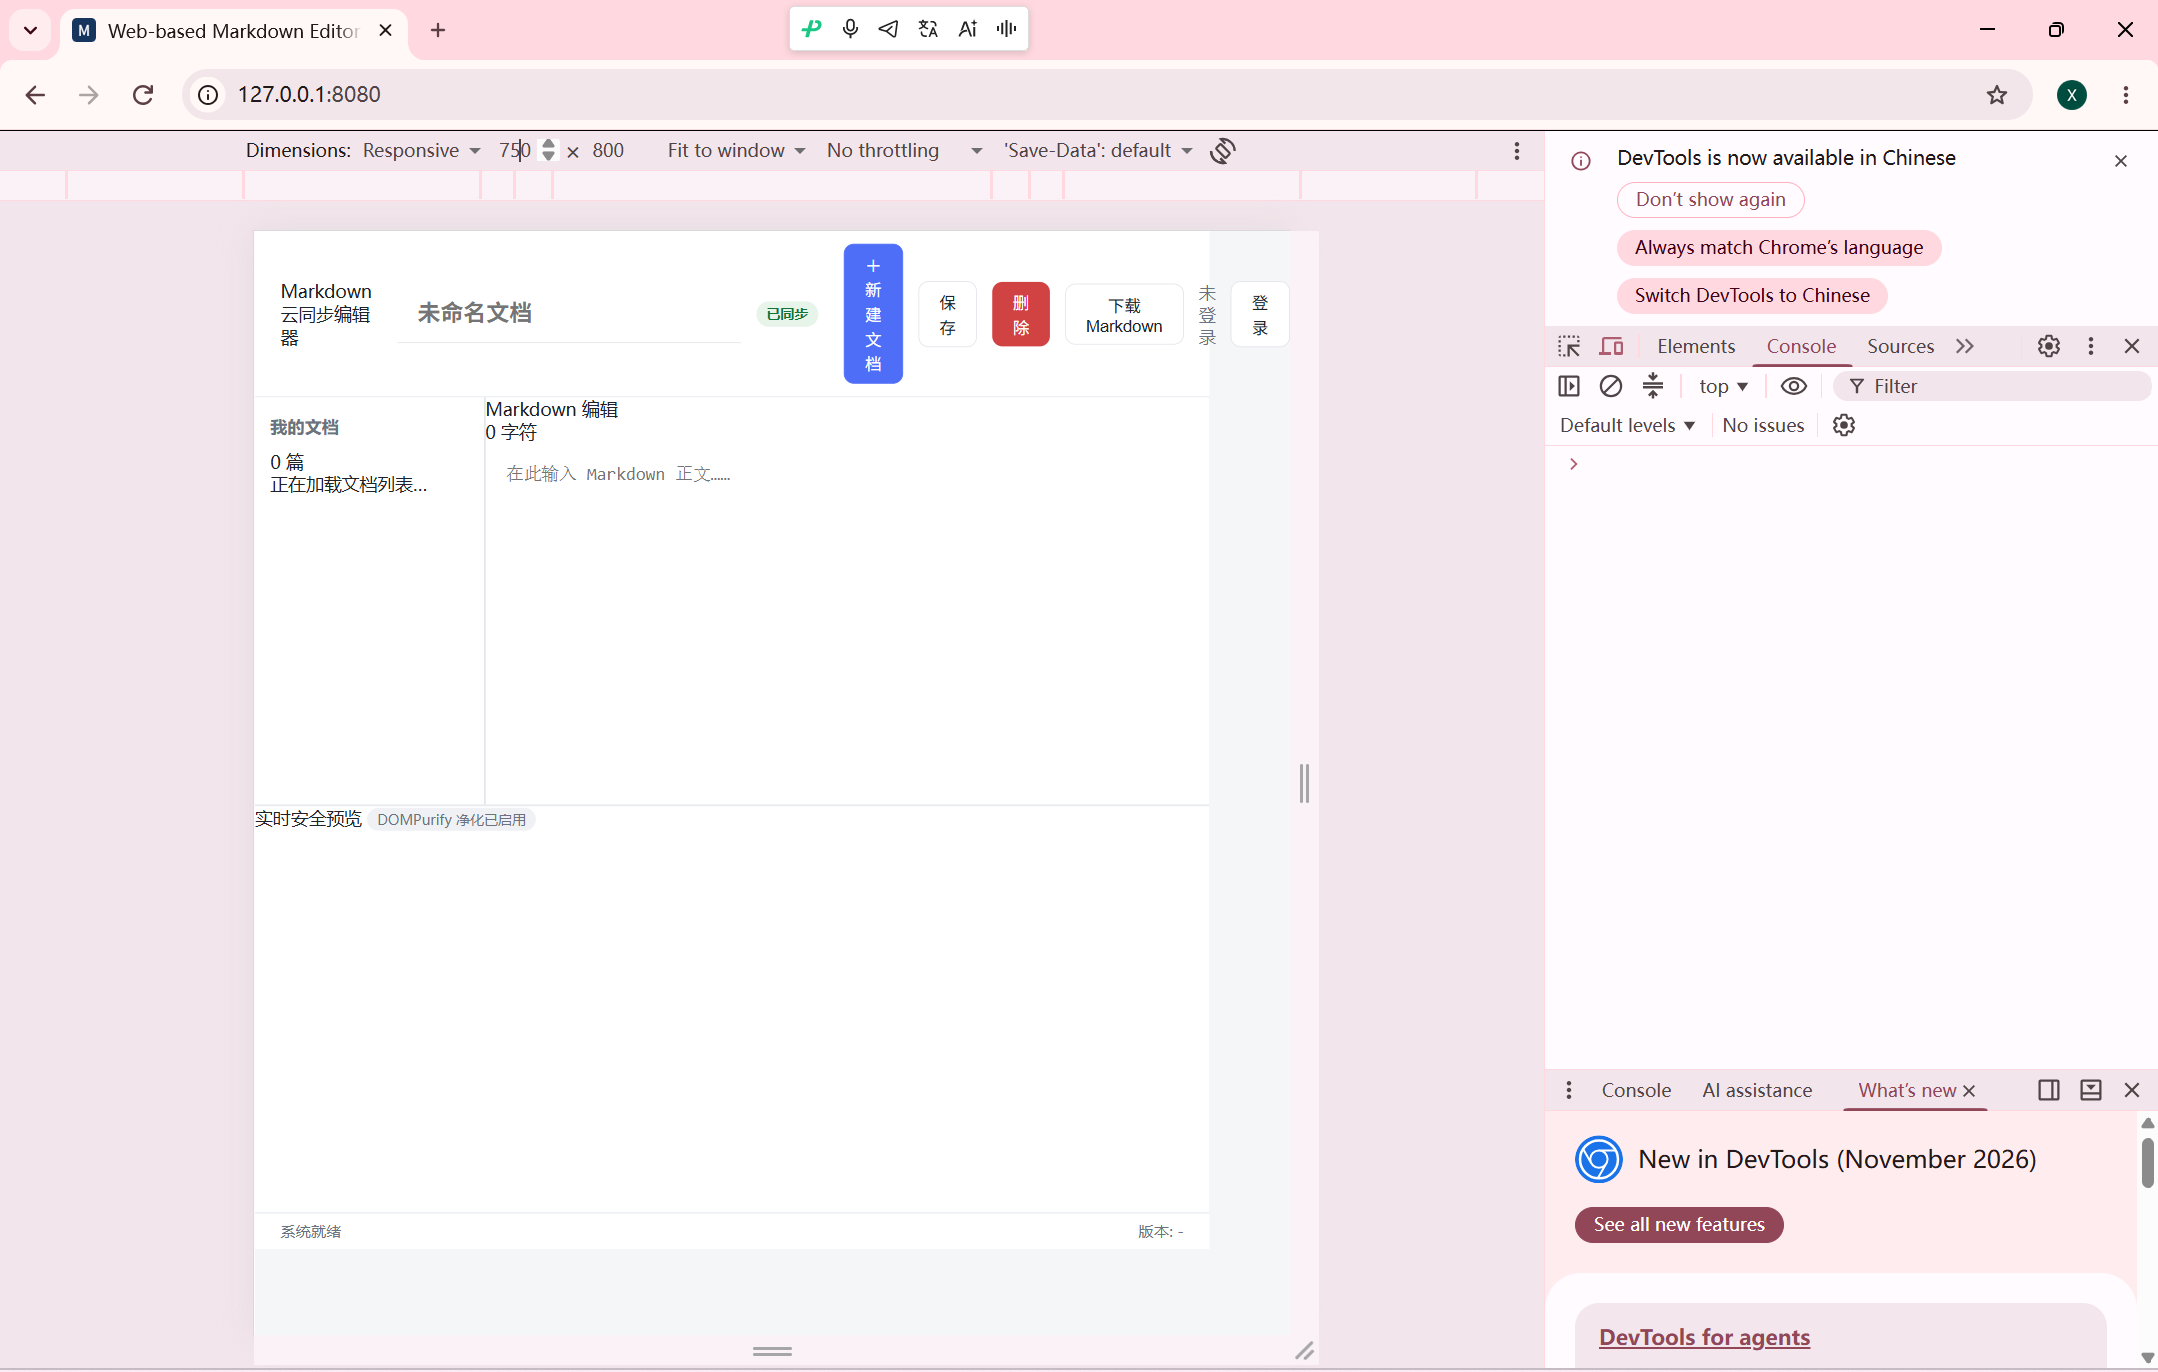 Web-based Markdown Editor
127.0.0.1:8080
X
Dimensions: Responsive 750 × 800 Fit to window No throttling 'Save-Data': default
Markdown
云同步编辑
器
未命名文档
已同步
+
新
建
文
档
保
存
删
除
下载
Markdown
未
登
录
登
录
我的文档
0 篇
正在加载文档列表...
Markdown 编辑
0 字符
在此输入 Markdown 正文……
实时安全预览 DOMPurify 净化已启用
系统就绪
版本: -
DevTools is now available in Chinese
Don't show again
Always match Chrome's language
Switch DevTools to Chinese
Elements Console Sources
top Filter
Default levels No issues
Console AI assistance What's new
New in DevTools (November 2026)
See all new features
DevTools for agents